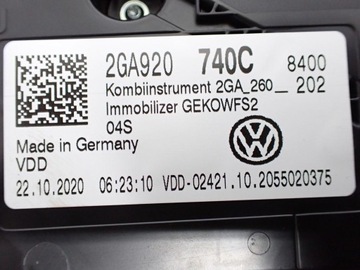 2GA920 740C 8400
Kombiinstrument 2GA_260__ 202
Immobilizer GEKOWFS2
04S
Made in Germany
VDD
22.10.2020 06:23:10 VDD-02421.10.2055020375